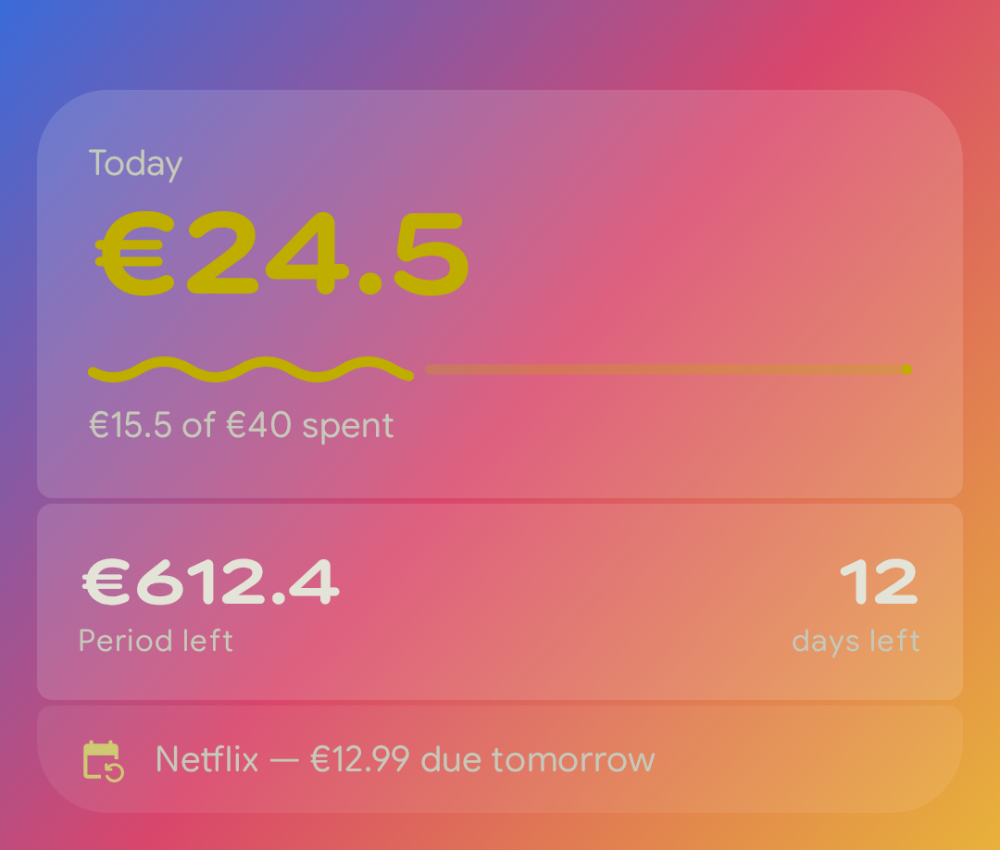 Today
€24.5
€15.5 of €40 spent
€612.4
12
Period left
days left
Netflix — €12.99 due tomorrow